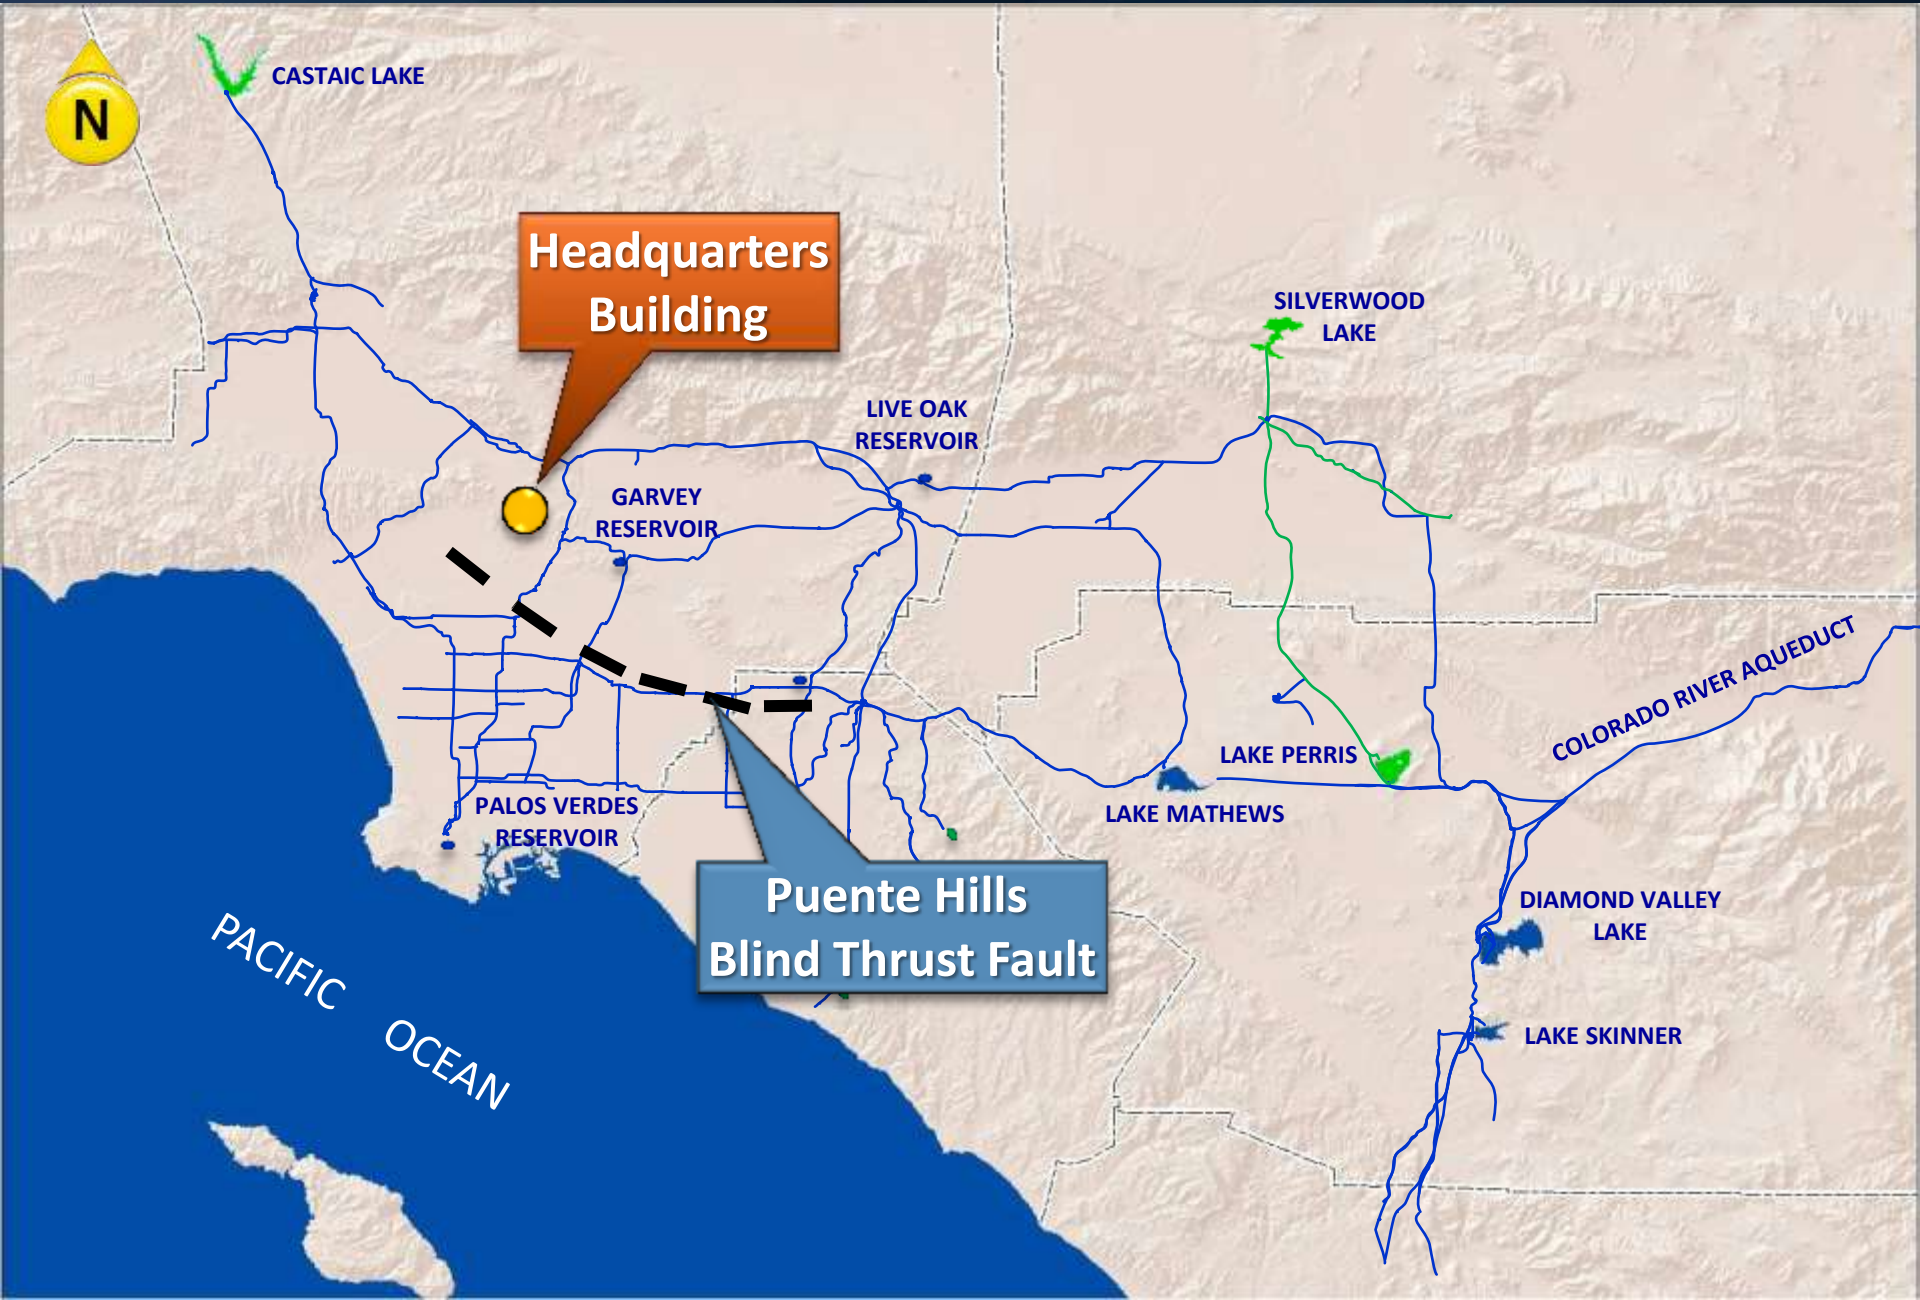 N
CASTAIC LAKE
Headquarters
Building
SILVERWOOD
LAKE
LIVE OAK
RESERVOIR
GARVEY
RESERVOIR
COLORADO RIVER AQUEDUCT
LAKE PERRIS
LAKE MATHEWS
PALOS VERDES
RESERVOIR
Puente Hills
Blind Thrust Fault
DIAMOND VALLEY
LAKE
PACIFIC
OCEAN
LAKE SKINNER